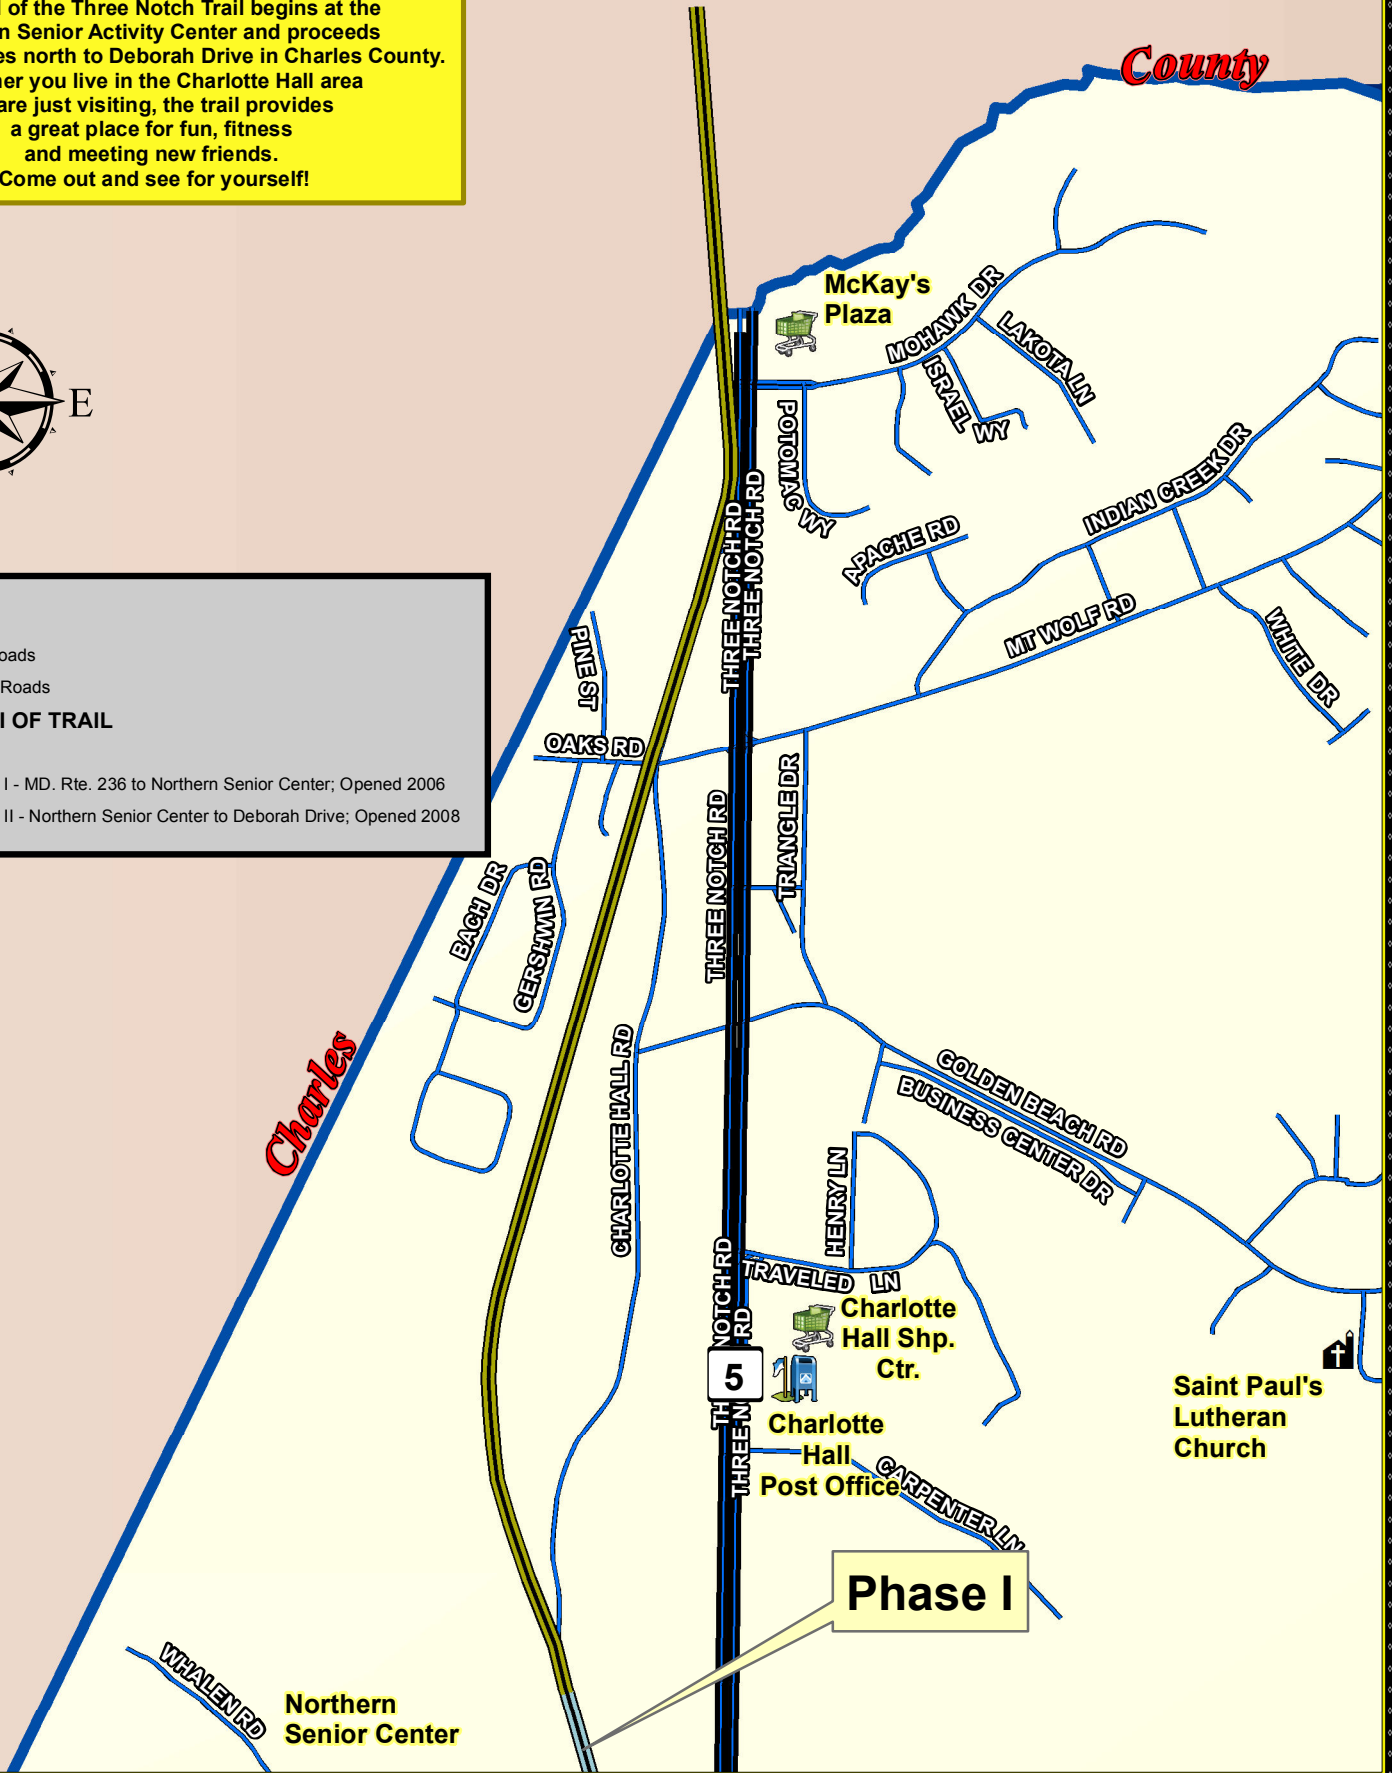 of the Three Notch Trail begins at the
Senior Activity Center and proceeds
north to Deborah Drive in Charles County.
you live in the Charlotte Hall area
are just visiting, the trail provides
a great place for fun, fitness
and meeting new friends.
Come out and see for yourself!
County
McKay's
Plaza
E
MOHAWK DR
LAKOTA LN
ISRAEL WY
POTOMAC WY
INDIAN CREEK DR
APACHE RD
THREE NOTCH RD
THREE NOTCH RD
MT WOLF RD
WHITE DR
PINE ST
OAKS RD
Roads
OF TRAIL
I - MD. Rte. 236 to Northern Senior Center; Opened 2006
II - Northern Senior Center to Deborah Drive; Opened 2008
TRIANGLE DR
THREE NOTCH RD
BACH DR
GERSHWIN RD
Charles
CHARLOTTE HALL RD
GOLDEN BEACH RD
BUSINESS CENTER DR
HENRY LN
TRAVELED LN
NOTCH RD
RD
5
THREE N
Charlotte
Hall Shp.
Ctr.
Charlotte
Hall
Post Office
CARPENTER LN
Saint Paul's
Lutheran
Church
Phase I
WHALEN RD
Northern
Senior Center